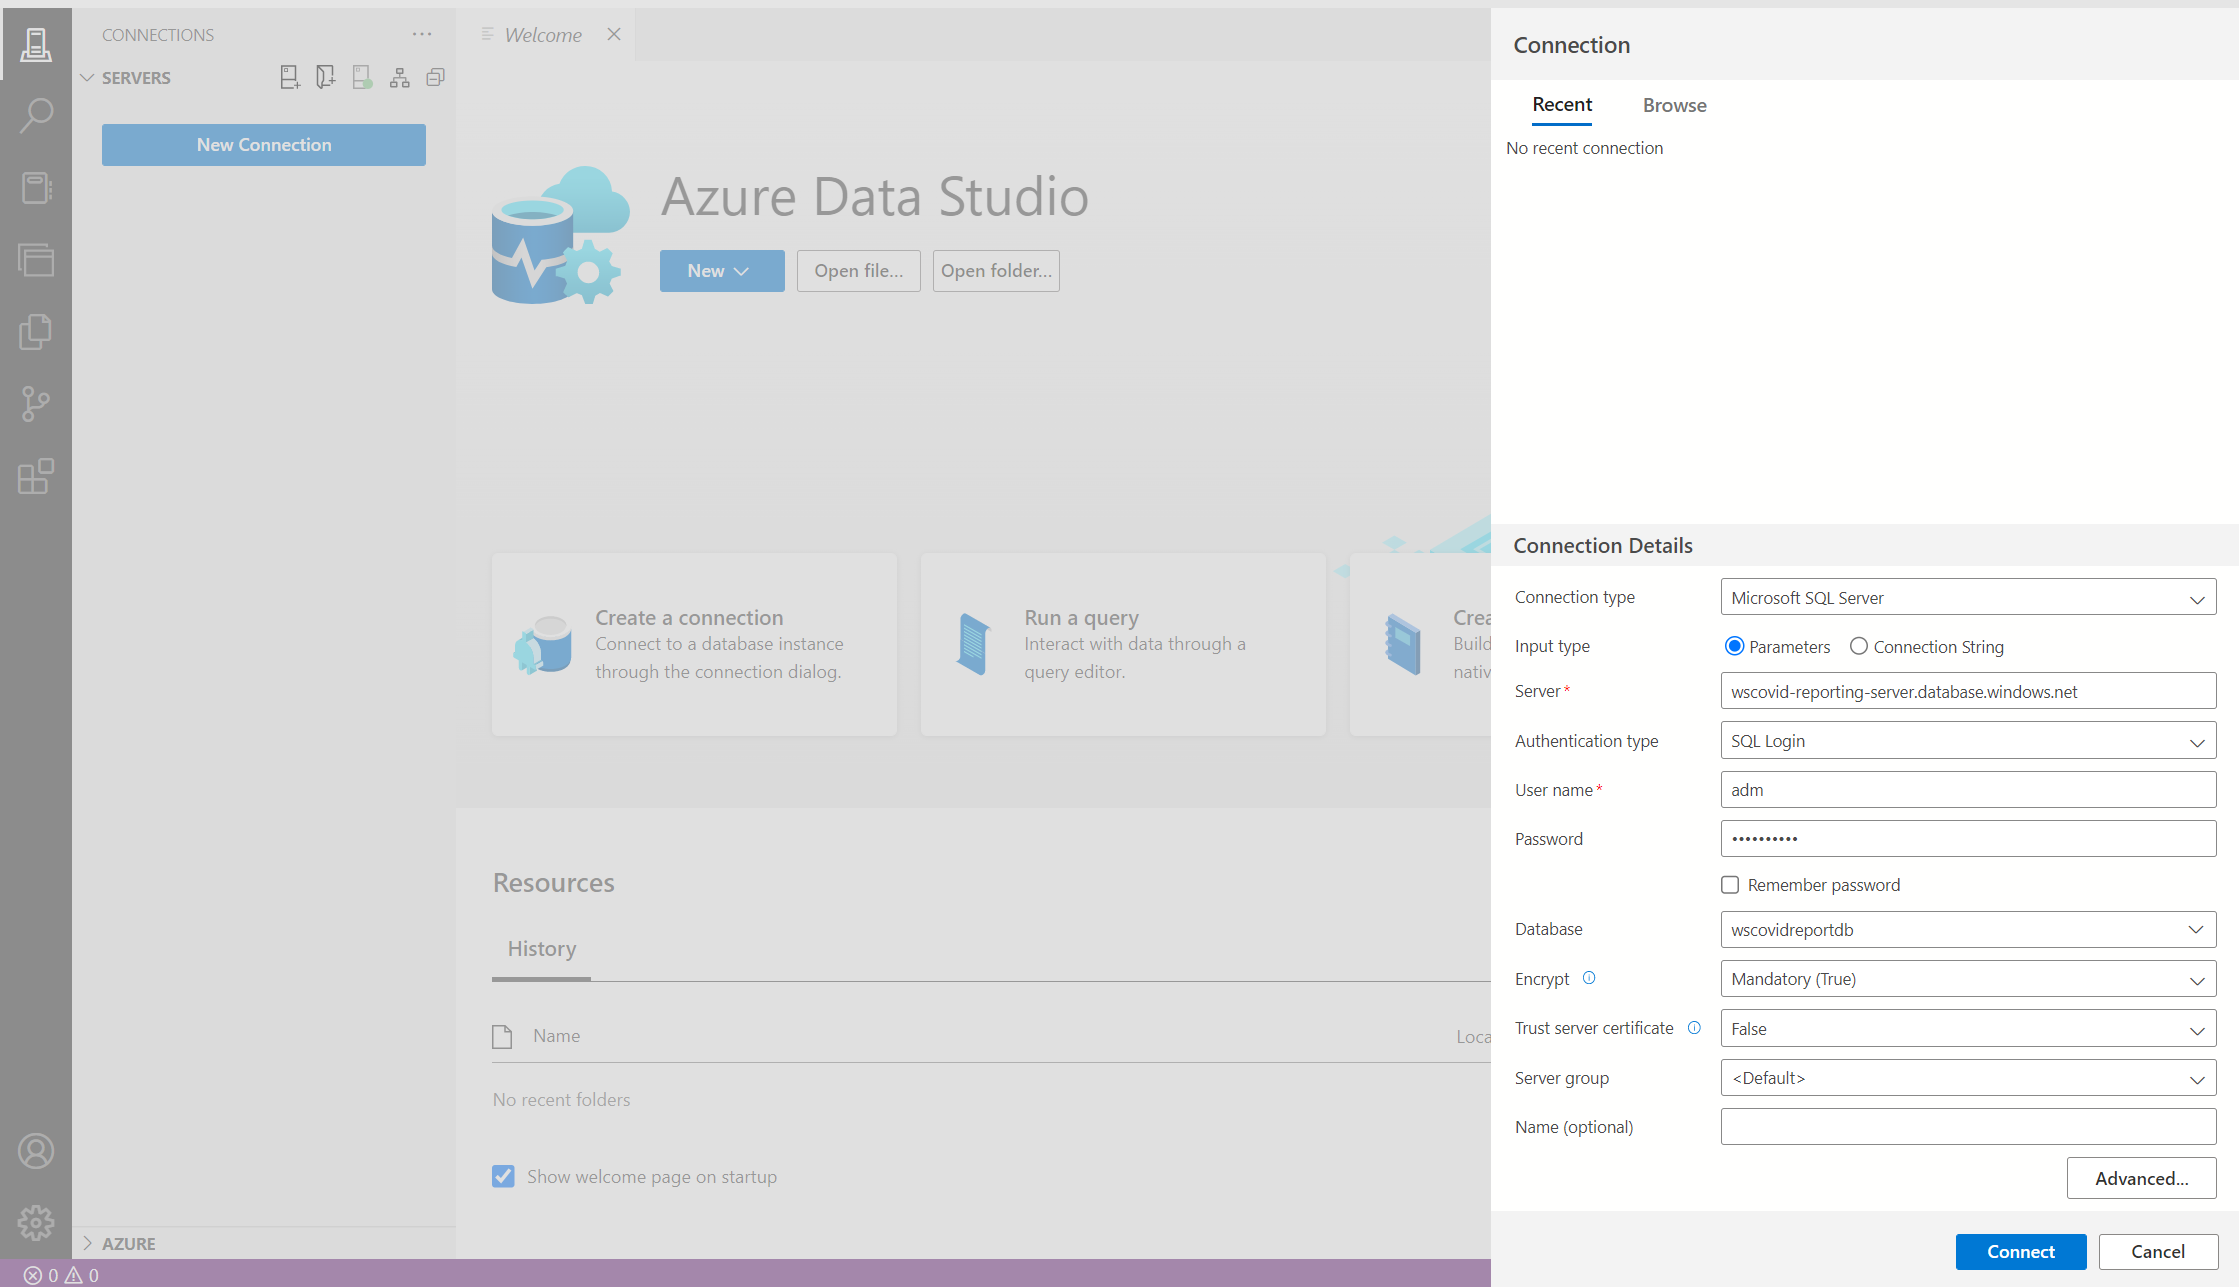 CONNECTIONS
SERVERS
New Connection
AZURE
0 0
Welcome
Azure Data Studio
New
Open file...
Open folder...
Create a connection
Connect to a database instance
through the connection dialog.
Run a query
Interact with data through a
query editor.
Crea
Build
nativ
Resources
History
Name
Loca
No recent folders
Show welcome page on startup
Connection
Recent Browse
No recent connection
Connection Details
Connection type Microsoft SQL Server
Input type Parameters Connection String
Server* wscovid-reporting-server.database.windows.net
Authentication type SQL Login
User name* adm
Password ••••••••••
Remember password
Database wscovidreportdb
Encrypt Mandatory (True)
Trust server certificate False
Server group <Default>
Name (optional)
Advanced...
Connect Cancel